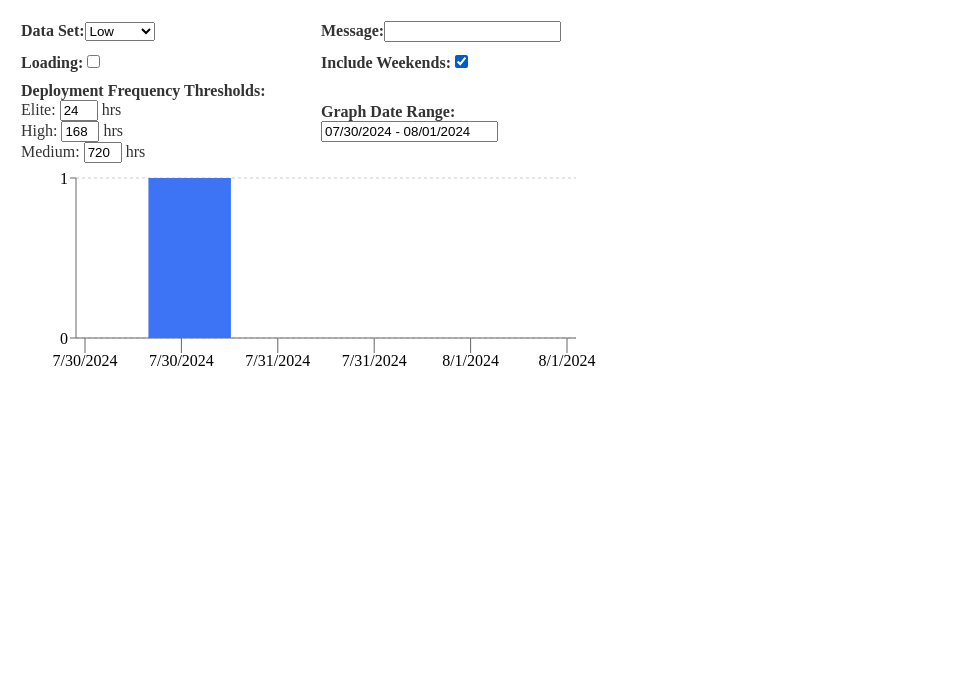 Data Set: Low
Message:
Loading:
Include Weekends:
Deployment Frequency Thresholds:
Elite: 24 hrs
High: 168 hrs
Medium: 720 hrs
Graph Date Range:
07/30/2024 - 08/01/2024
1
0
7/30/2024 7/30/2024 7/31/2024 7/31/2024 8/1/2024 8/1/2024